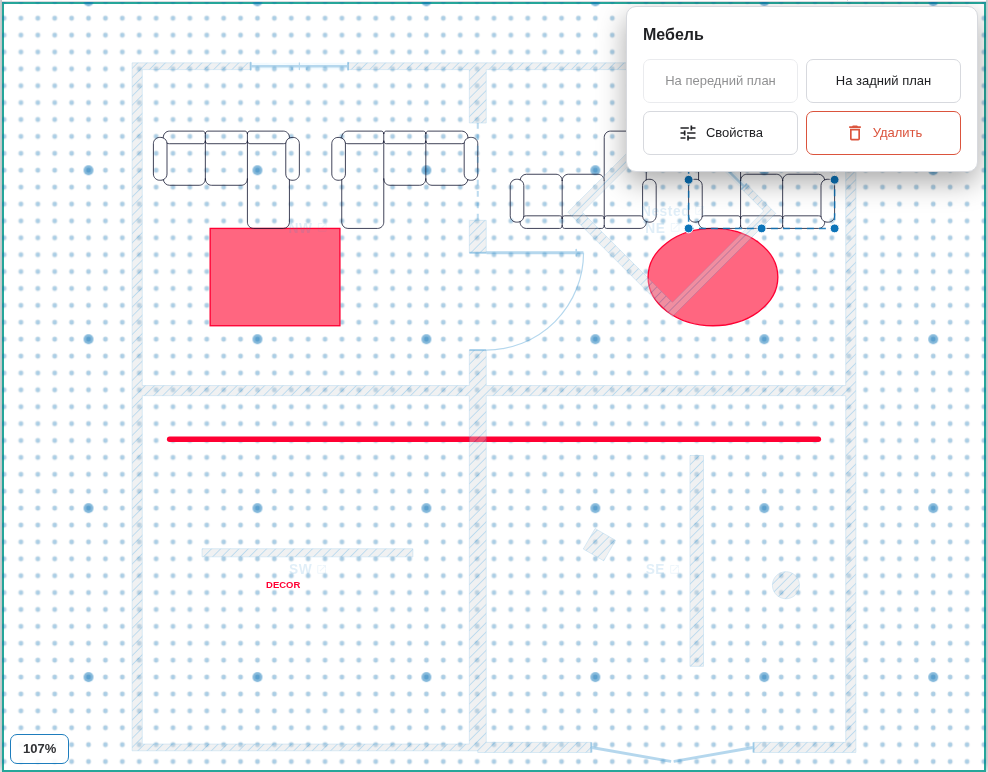 Мебель
На передний план
На задний план
Свойства
Удалить
NE
SW
SE
DECOR
107%